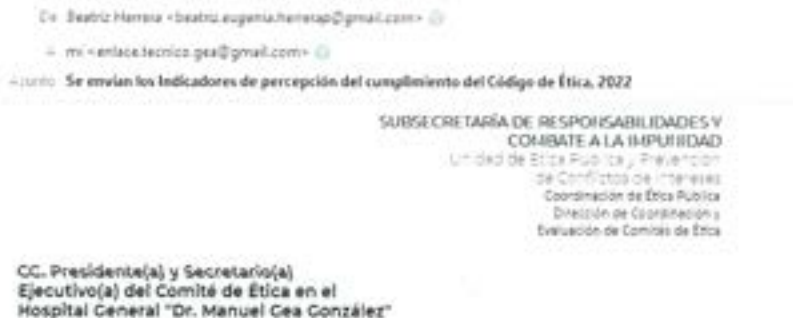 De Beatriz Herrera <beatriz.eugenia.herrerap@gmail.com>
A mi <enlace.tecnico.gea@gmail.com>
Asunto Se envían los Indicadores de percepción del cumplimiento del Código de Ética, 2022
SUBSECRETARÍA DE RESPONSABILIDADES Y
COMBATE A LA IMPUNIDAD
Unidad de Ética Pública y Prevención
de Conflictos de Intereses
Coordinación de Ética Pública
Dirección de Coordinación y
Evaluación de Comités de Ética
CC. Presidente(a) y Secretario(a)
Ejecutivo(a) del Comité de Ética en el
Hospital General "Dr. Manuel Gea González"